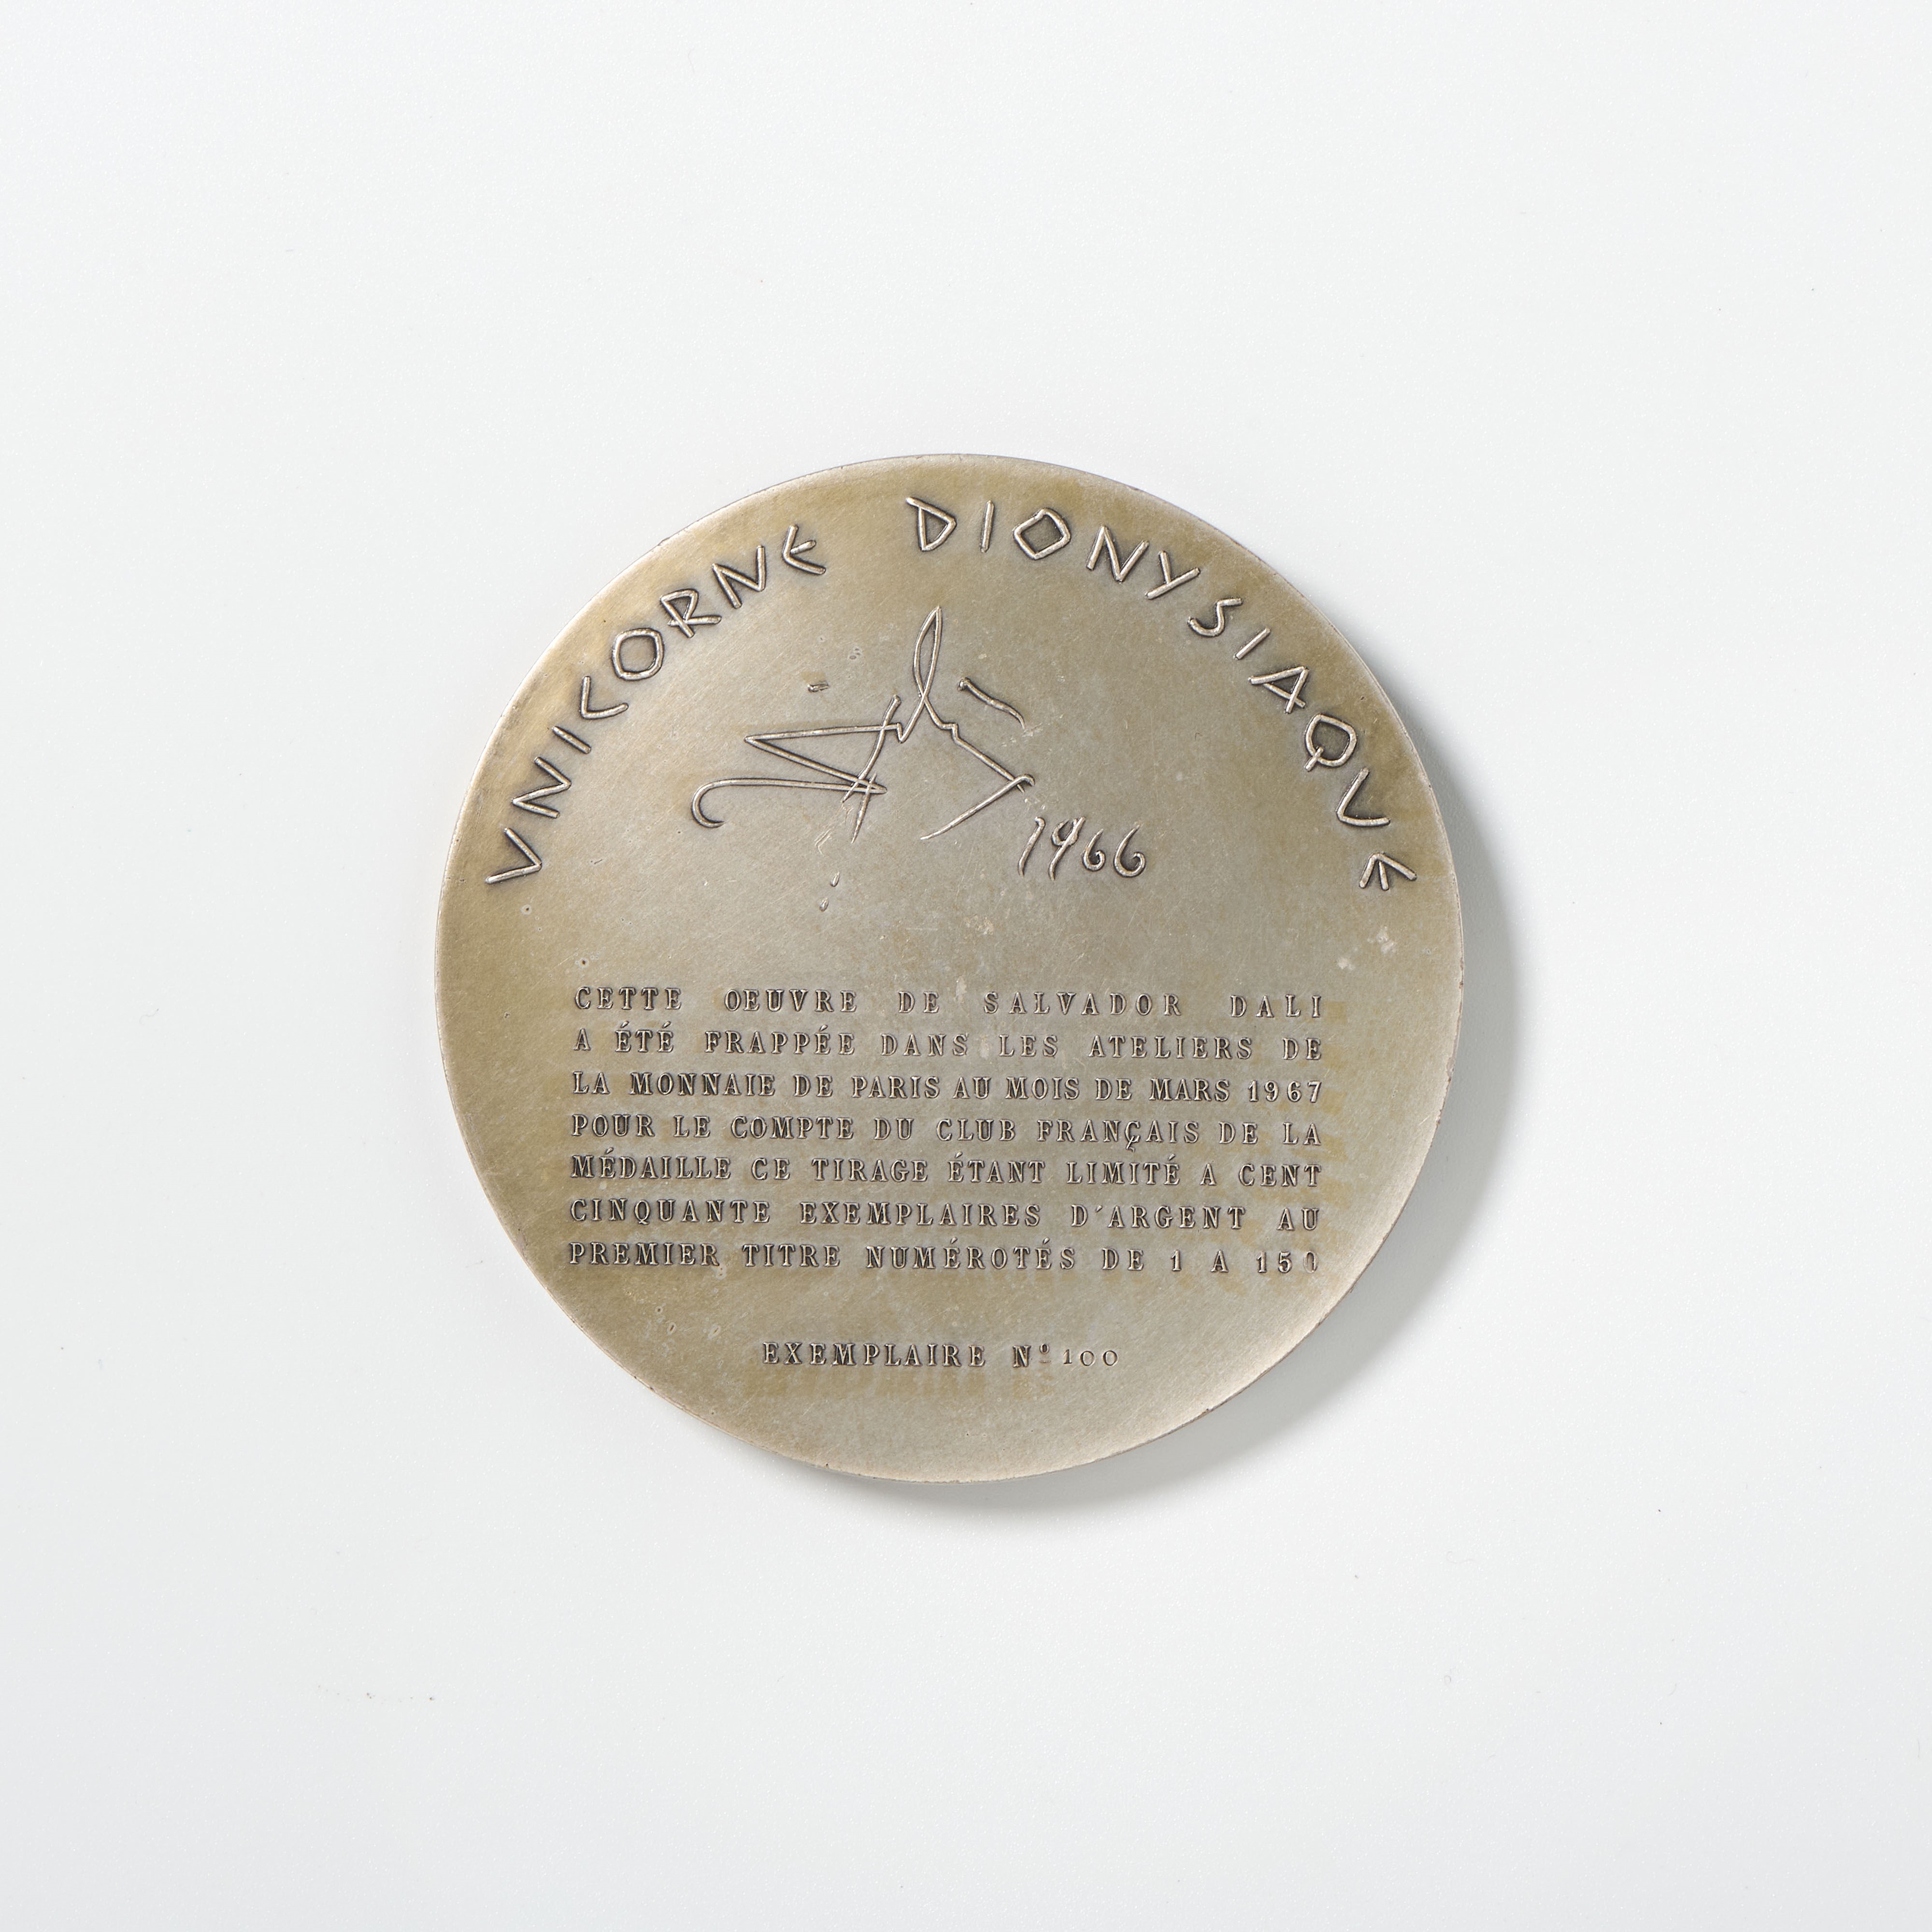 VNICORNE DIONYSIAQVE
Dalí
1966
CETTE OEUVRE DE SALVADOR DALI
A ÉTÉ FRAPPÉE DANS LES ATELIERS DE
LA MONNAIE DE PARIS AU MOIS DE MARS 1967
POUR LE COMPTE DU CLUB FRANÇAIS DE LA
MÉDAILLE CE TIRAGE ÉTANT LIMITÉ A CENT
CINQUANTE EXEMPLAIRES D'ARGENT AU
PREMIER TITRE NUMÉROTÉS DE 1 A 150
EXEMPLAIRE Nº 100